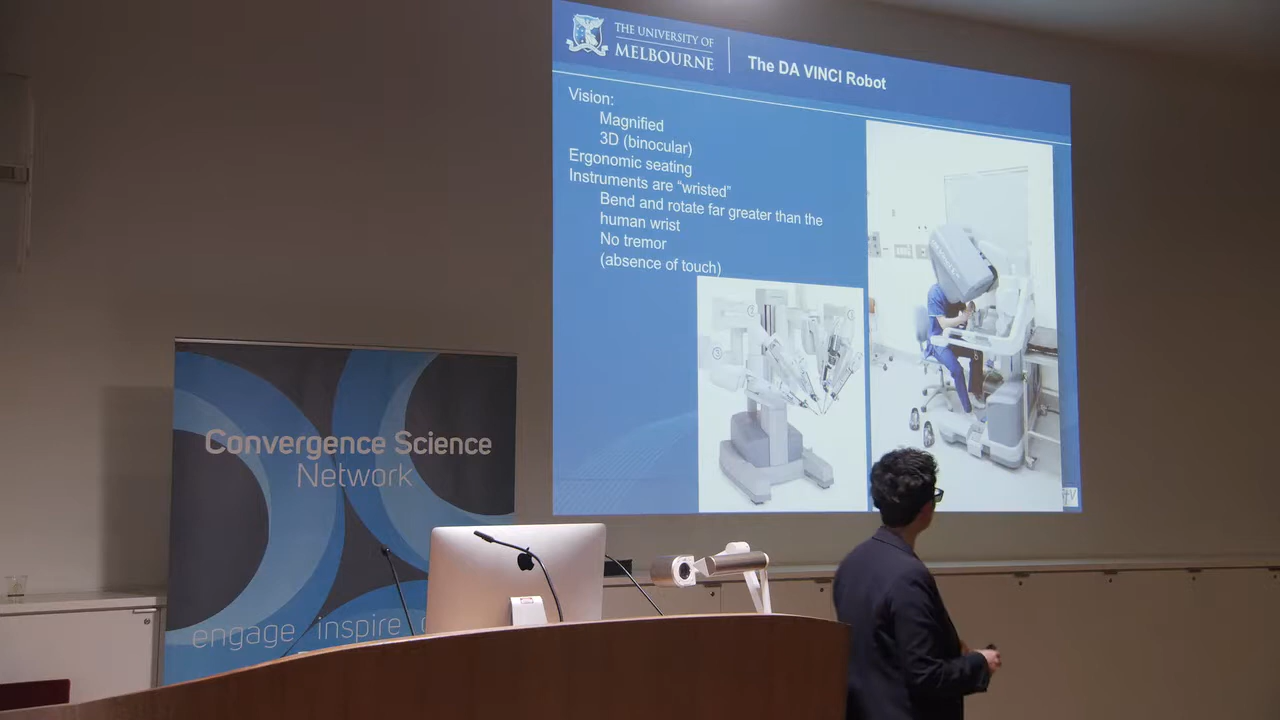 THE UNIVERSITY OF
MELBOURNE
The DA VINCI Robot
Vision:
Magnified
3D (binocular)
Ergonomic seating
Instruments are “wristed”
Bend and rotate far greater than the
human wrist
No tremor
(absence of touch)
Convergence Science
Network
engage inspire